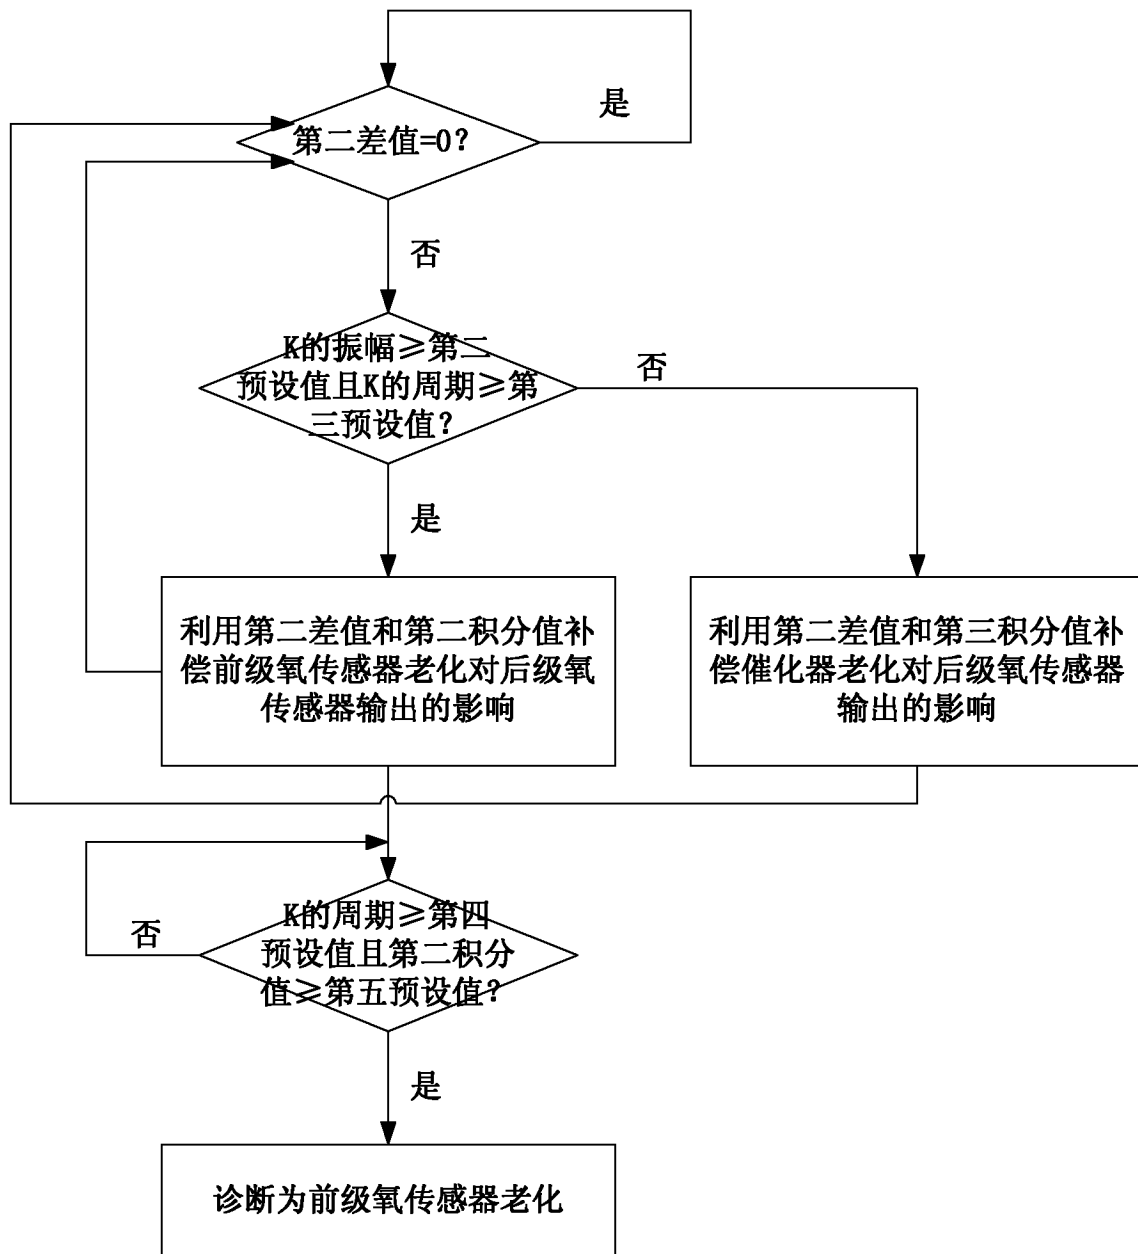 是
第二差值=0？
否
K的振幅≥第二
预设值且K的周期≥第
三预设值？
否
是
利用第二差值和第二积分值补
偿前级氧传感器老化对后级氧
传感器输出的影响
利用第二差值和第三积分值补
偿催化器老化对后级氧传感器
输出的影响
K的周期≥第四
预设值且第二积分
值≥第五预设值？
否
是
诊断为前级氧传感器老化